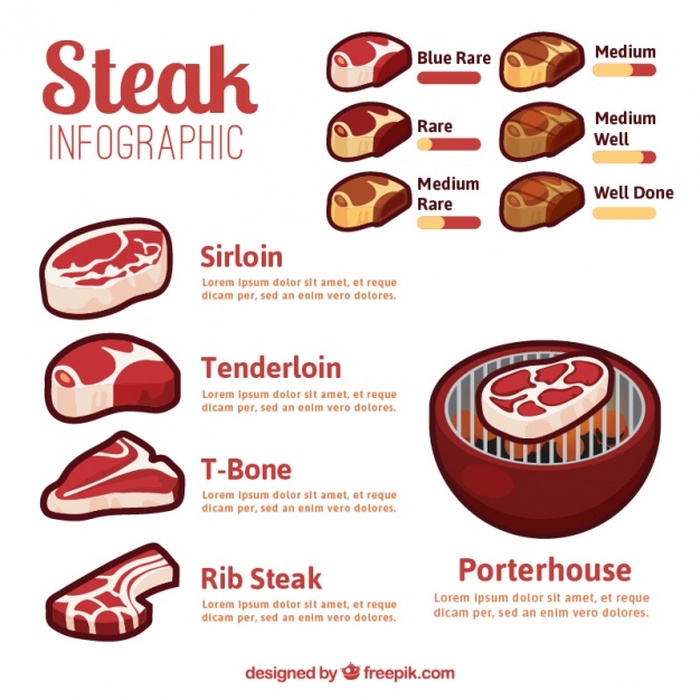 Steak
INFOGRAPHIC
Blue Rare
Medium
Rare
Medium
Well
Medium
Rare
Well Done
Sirloin
Lorem ipsum dolor sit amet, et reque
dicam per, sed an enim vero dolores.
Tenderloin
Lorem ipsum dolor sit amet, et reque
dicam per, sed an enim vero dolores.
T-Bone
Lorem ipsum dolor sit amet, et reque
dicam per, sed an enim vero dolores.
Rib Steak
Lorem ipsum dolor sit amet, et reque
dicam per, sed an enim vero dolores.
Porterhouse
Lorem ipsum dolor sit amet, et reque
dicam per, sed an enim vero dolores.
designed by freepik.com